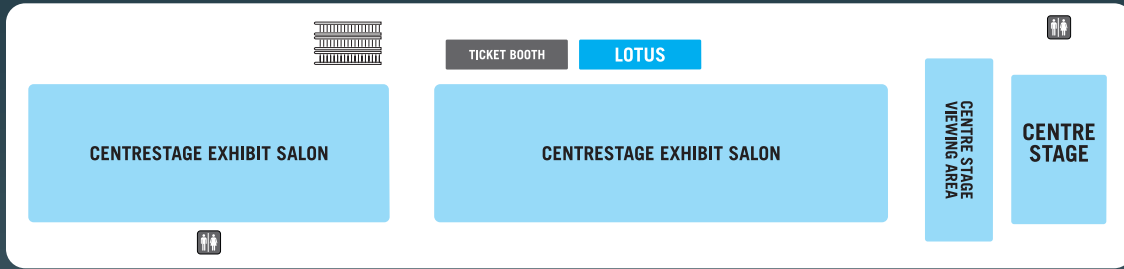 TICKET BOOTH
LOTUS
CENTRESTAGE EXHIBIT SALON
CENTRESTAGE EXHIBIT SALON
CENTRE STAGE
VIEWING AREA
CENTRE
STAGE